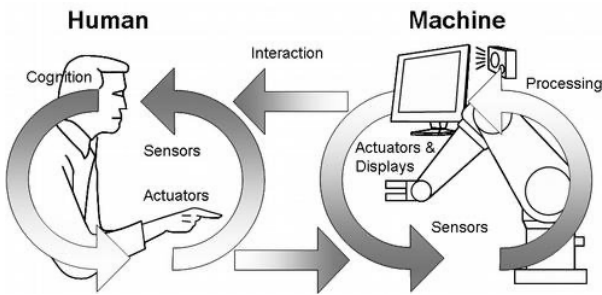 Human
Machine
Interaction
Cognition
Processing
Sensors
Actuators &
Displays
Actuators
Sensors